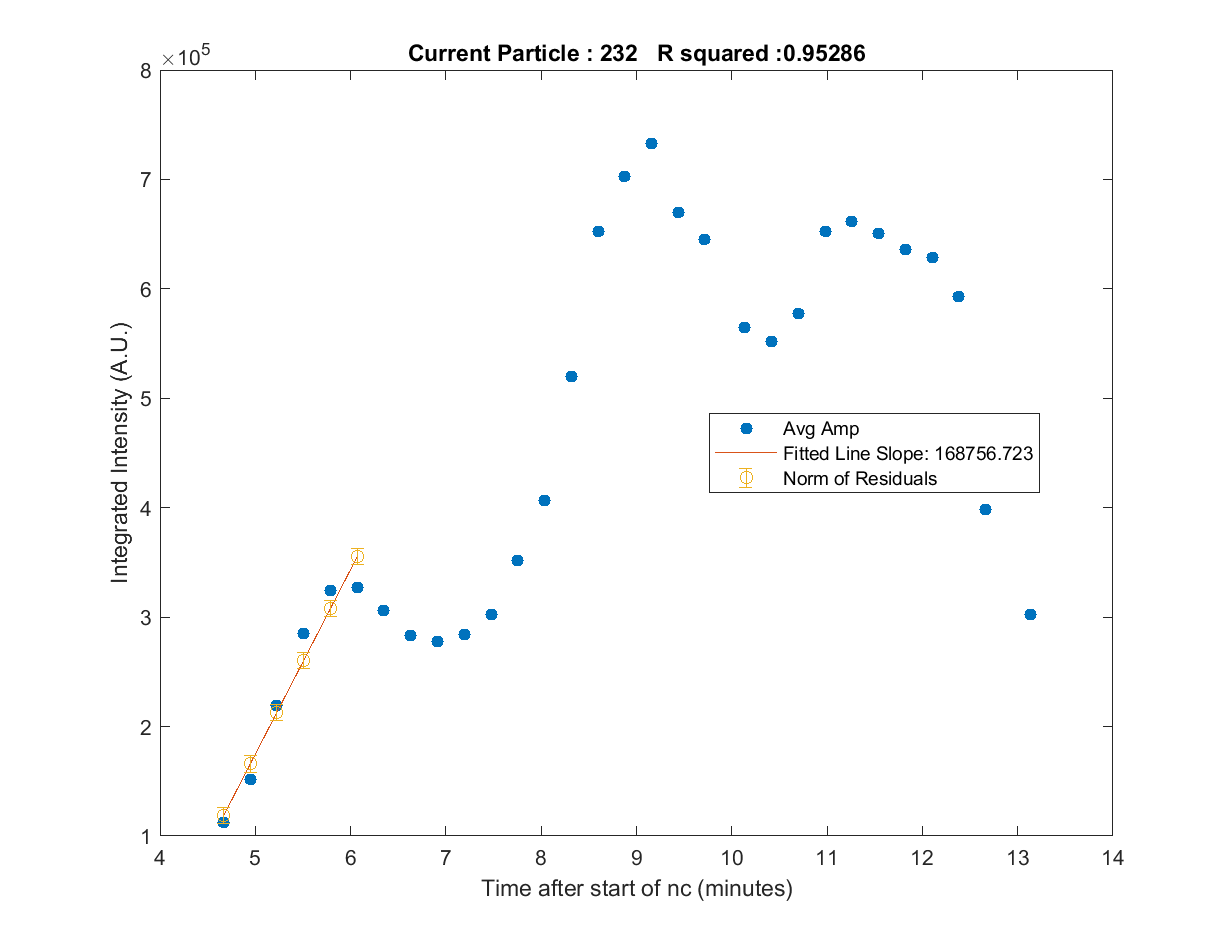 Current Particle : 232 R squared :0.95286
×10^5
8
7
6
5
4
3
2
1
Integrated Intensity (A.U.)
Avg Amp
Fitted Line Slope: 168756.723
Norm of Residuals
4 5 6 7 8 9 10 11 12 13 14
Time after start of nc (minutes)